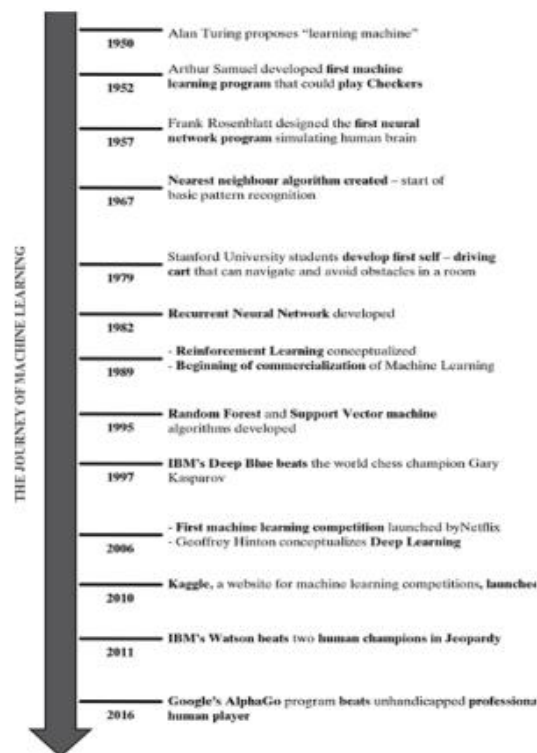 THE JOURNEY OF MACHINE LEARNING
1950
Alan Turing proposes "learning machine"
1952
Arthur Samuel developed first machine
learning program that could play Checkers
1957
Frank Rosenblatt designed the first neural
network program simulating human brain
1967
Nearest neighbour algorithm created – start of
basic pattern recognition
1979
Stanford University students develop first self – driving
cart that can navigate and avoid obstacles in a room
1982
Recurrent Neural Network developed
1989
- Reinforcement Learning conceptualized
- Beginning of commercialization of Machine Learning
1995
Random Forest and Support Vector machine
algorithms developed
1997
IBM's Deep Blue beats the world chess champion Gary
Kasparov
2006
- First machine learning competition launched byNetflix
- Geoffrey Hinton conceptualizes Deep Learning
2010
Kaggle, a website for machine learning competitions, launche
2011
IBM's Watson beats two human champions in Jeopardy
2016
Google's AlphaGo program beats unhandicapped professiona
human player